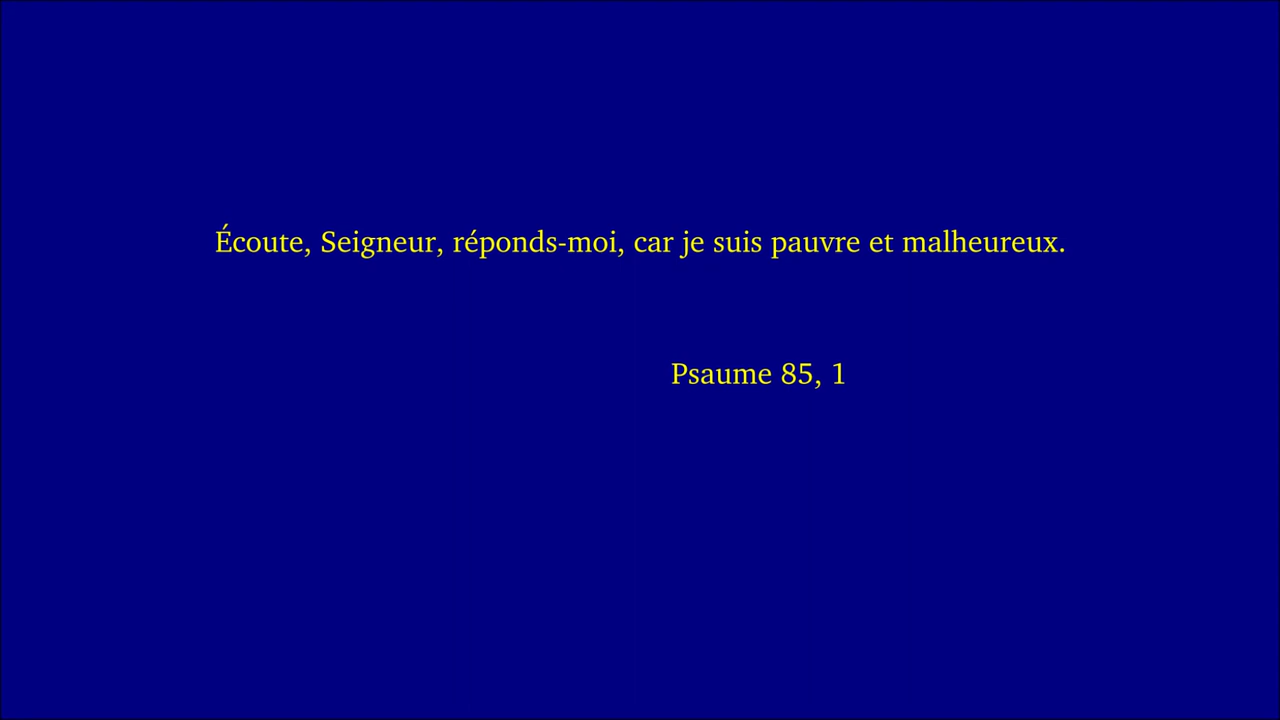 Écoute, Seigneur, réponds-moi, car je suis pauvre et malheureux.
Psaume 85, 1